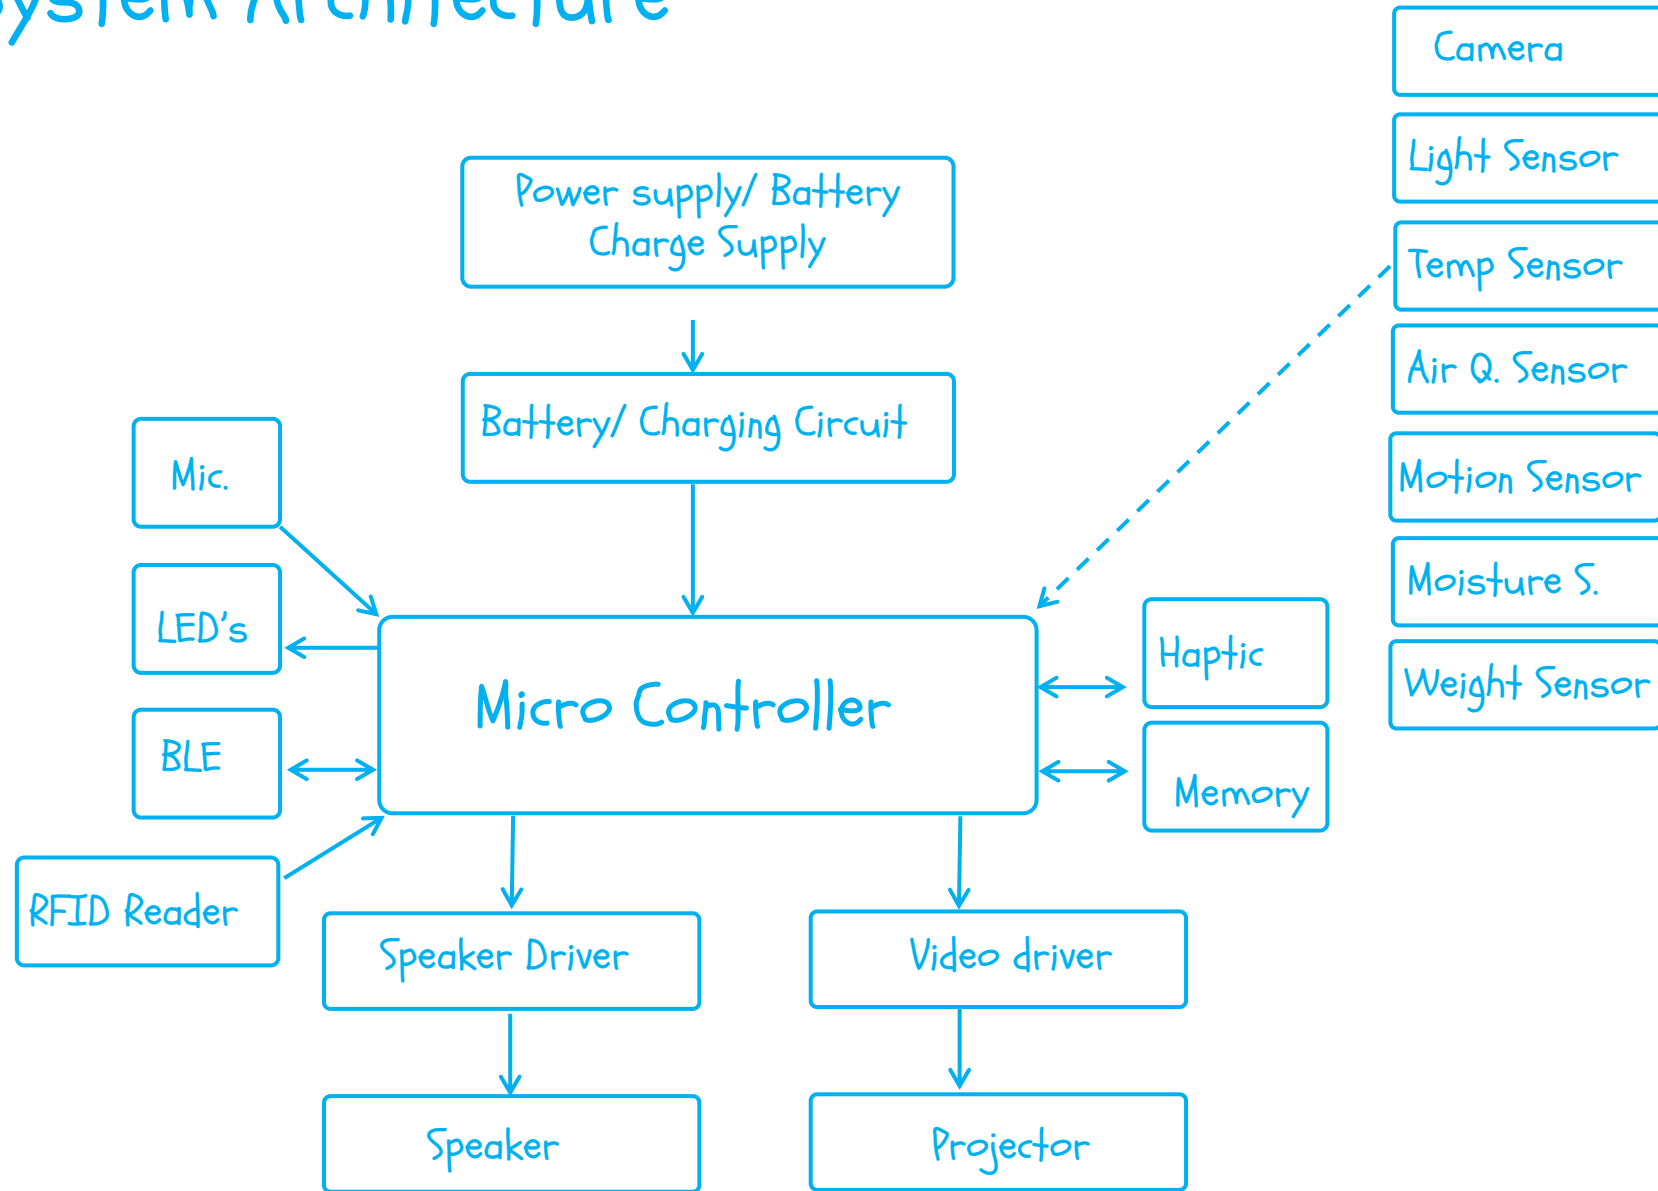 ystem Architecture
Camera
Light Sensor
Power supply/ Battery
Charge Supply
Temp Sensor
Air Q. Sensor
Battery/ Charging Circuit
Mic.
Motion Sensor
Moisture S.
LED's
Haptic
Weight Sensor
Micro Controller
BLE
Memory
RFID Reader
Speaker Driver
Video driver
Speaker
Projector